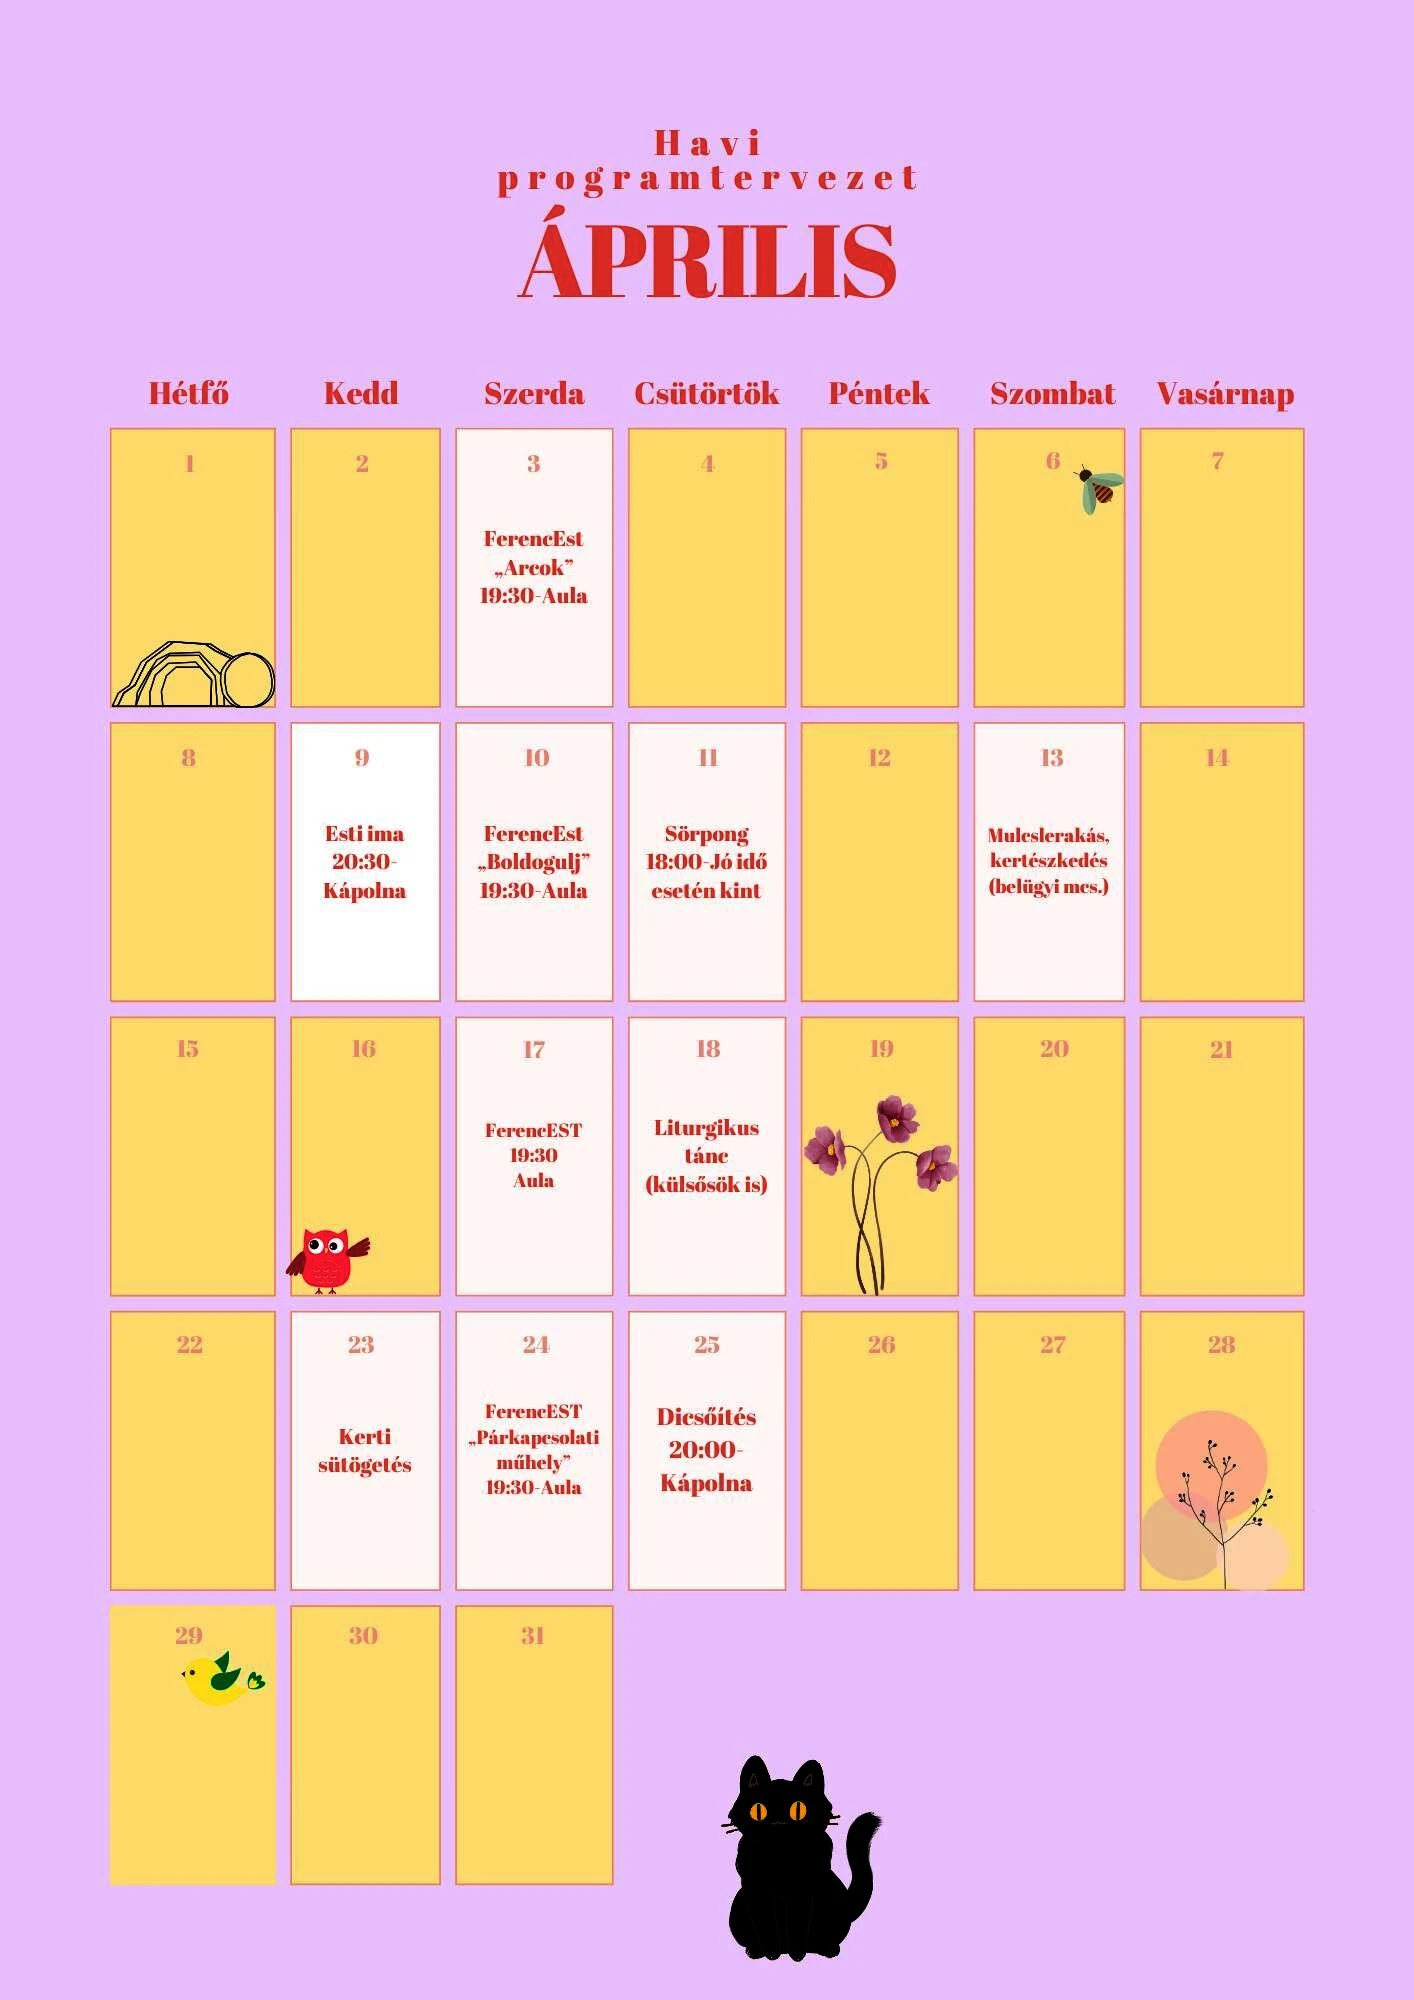 Havi
programtervezet
ÁPRILIS
Hétfő Kedd Szerda Csütörtök Péntek Szombat Vasárnap
1 2 3 4 5 6 7
FerencEst
„Arcok”
19:30-Aula
8 9 10 11 12 13 14
Esti ima
20:30-
Kápolna
FerencEst
„Boldogulj”
19:30-Aula
Sörpong
18:00-Jó idő
esetén kint
Mulcslerakás,
kertészkedés
(belügyi mcs.)
15 16 17 18 19 20 21
FerencEST
19:30
Aula
Liturgikus
tánc
(külsősök is)
22 23 24 25 26 27 28
Kerti
sütögetés
FerencEST
„Párkapcsolati
műhely”
19:30-Aula
Dicsőítés
20:00-
Kápolna
29 30 31